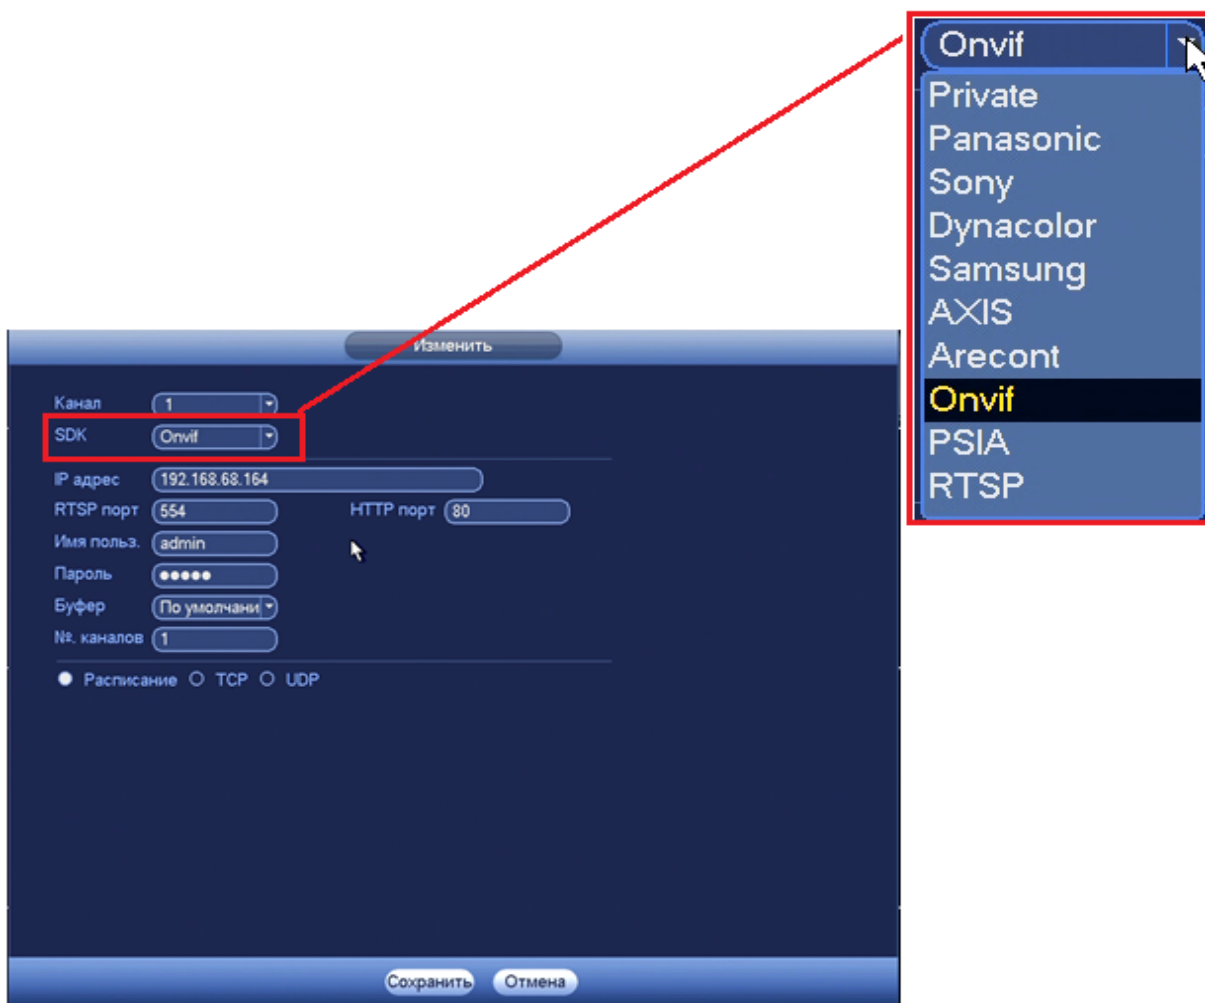 Onvif
Private
Panasonic
Sony
Dynacolor
Samsung
AXIS
Arecont
Onvif
PSIA
RTSP
Изменить
Канал 1
SDK Onvif
IP адрес 192.168.68.164
RTSP порт 554 HTTP порт 80
Имя польз. admin
Пароль ●●●●●
Буфер По умолчани
№. каналов 1
Расписание TCP UDP
Сохранить Отмена